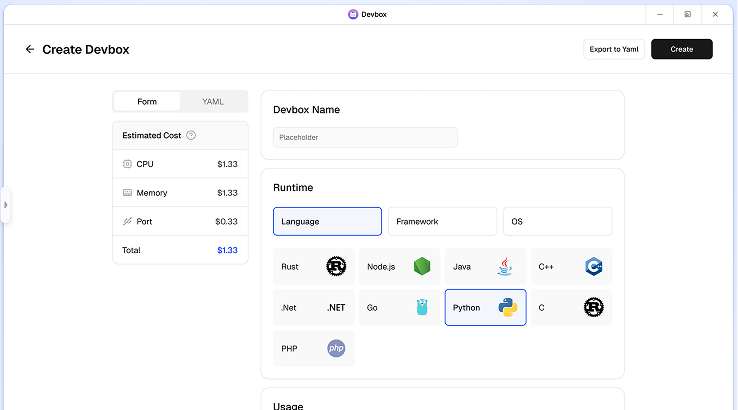 Devbox
Create Devbox
Export to Yaml
Create
Form
YAML
Estimated Cost
CPU $1.33
Memory $1.33
Port $0.33
Total $1.33
Devbox Name
Placeholder
Runtime
Language
Framework
OS
Rust
Node.js
Java
C++
.Net .NET
Go
Python
C
PHP php
Usage